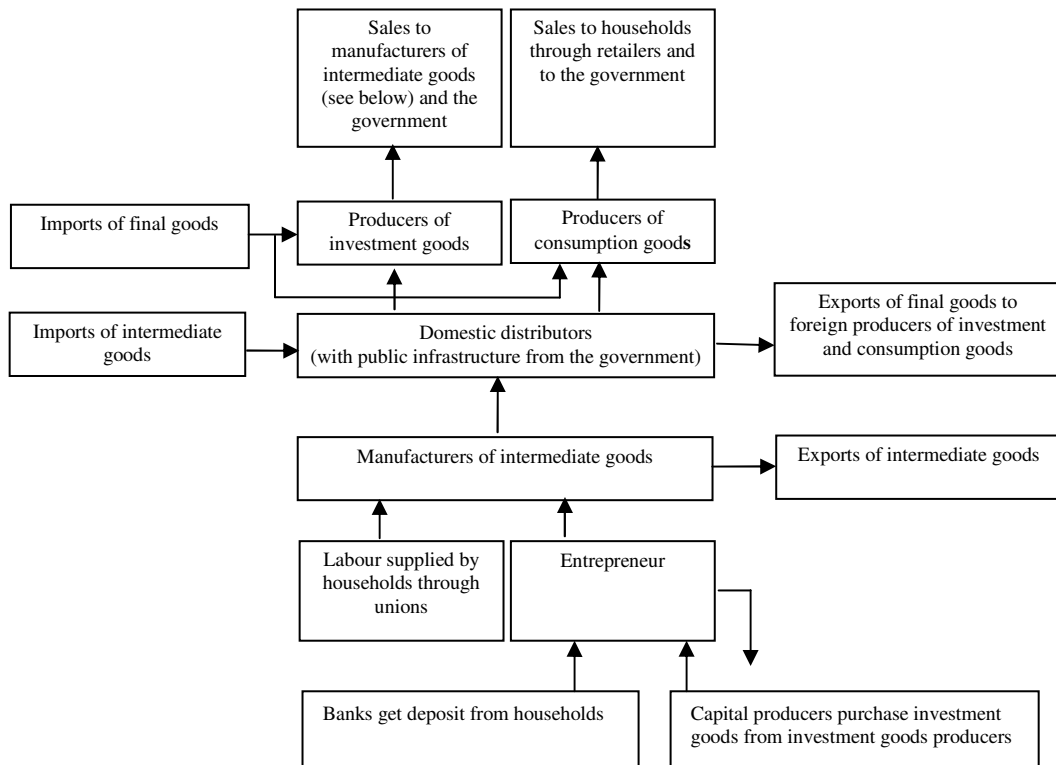 Sales to
manufacturers of
intermediate goods
(see below) and the
government
Sales to households
through retailers and
to the government
Imports of final goods
Producers of
investment goods
Producers of
consumption goods
Imports of intermediate
goods
Domestic distributors
(with public infrastructure from the government)
Exports of final goods to
foreign producers of investment
and consumption goods
Manufacturers of intermediate goods
Exports of intermediate goods
Labour supplied by
households through
unions
Entrepreneur
Banks get deposit from households
Capital producers purchase investment
goods from investment goods producers